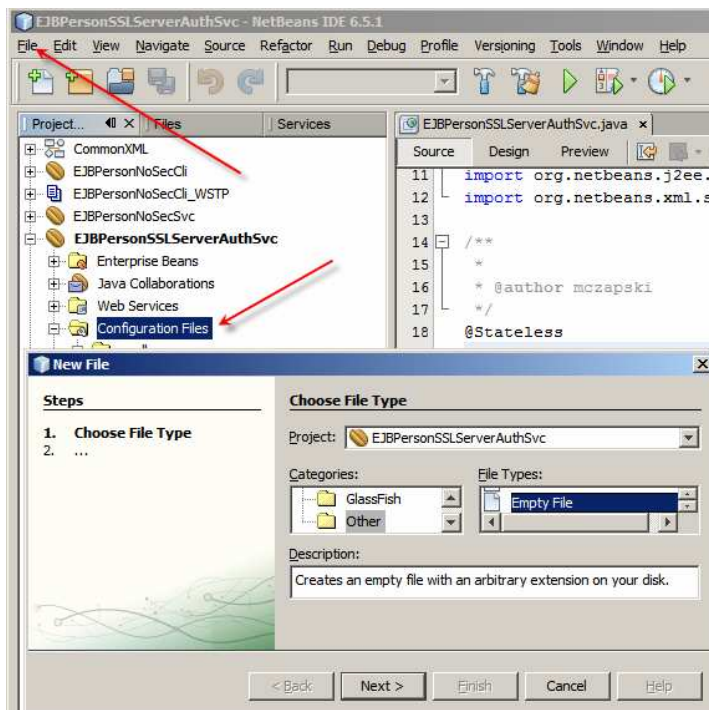 EJBPersonSSLServerAuthSvc - NetBeans IDE 6.5.1
File Edit View Navigate Source Refactor Run Debug Profile Versioning Tools Window Help
Project... Files Services
EJBPersonSSLServerAuthSvc.java
Source Design Preview
CommonXML
EJBPersonNoSecCli
EJBPersonNoSecCli_WSTP
EJBPersonNoSecSvc
EJBPersonSSLServerAuthSvc
Enterprise Beans
Java Collaborations
Web Services
Configuration Files
11 import org.netbeans.j2ee.
12 import org.netbeans.xml.s
13
14 /**
15 *
16 * @author mczapski
17 */
18 @Stateless
New File
Steps
1. Choose File Type
2. ...
Choose File Type
Project: EJBPersonSSLServerAuthSvc
Categories:
GlassFish
Other
File Types:
Empty File
Description:
Creates an empty file with an arbitrary extension on your disk.
< Back Next > Finish Cancel Help